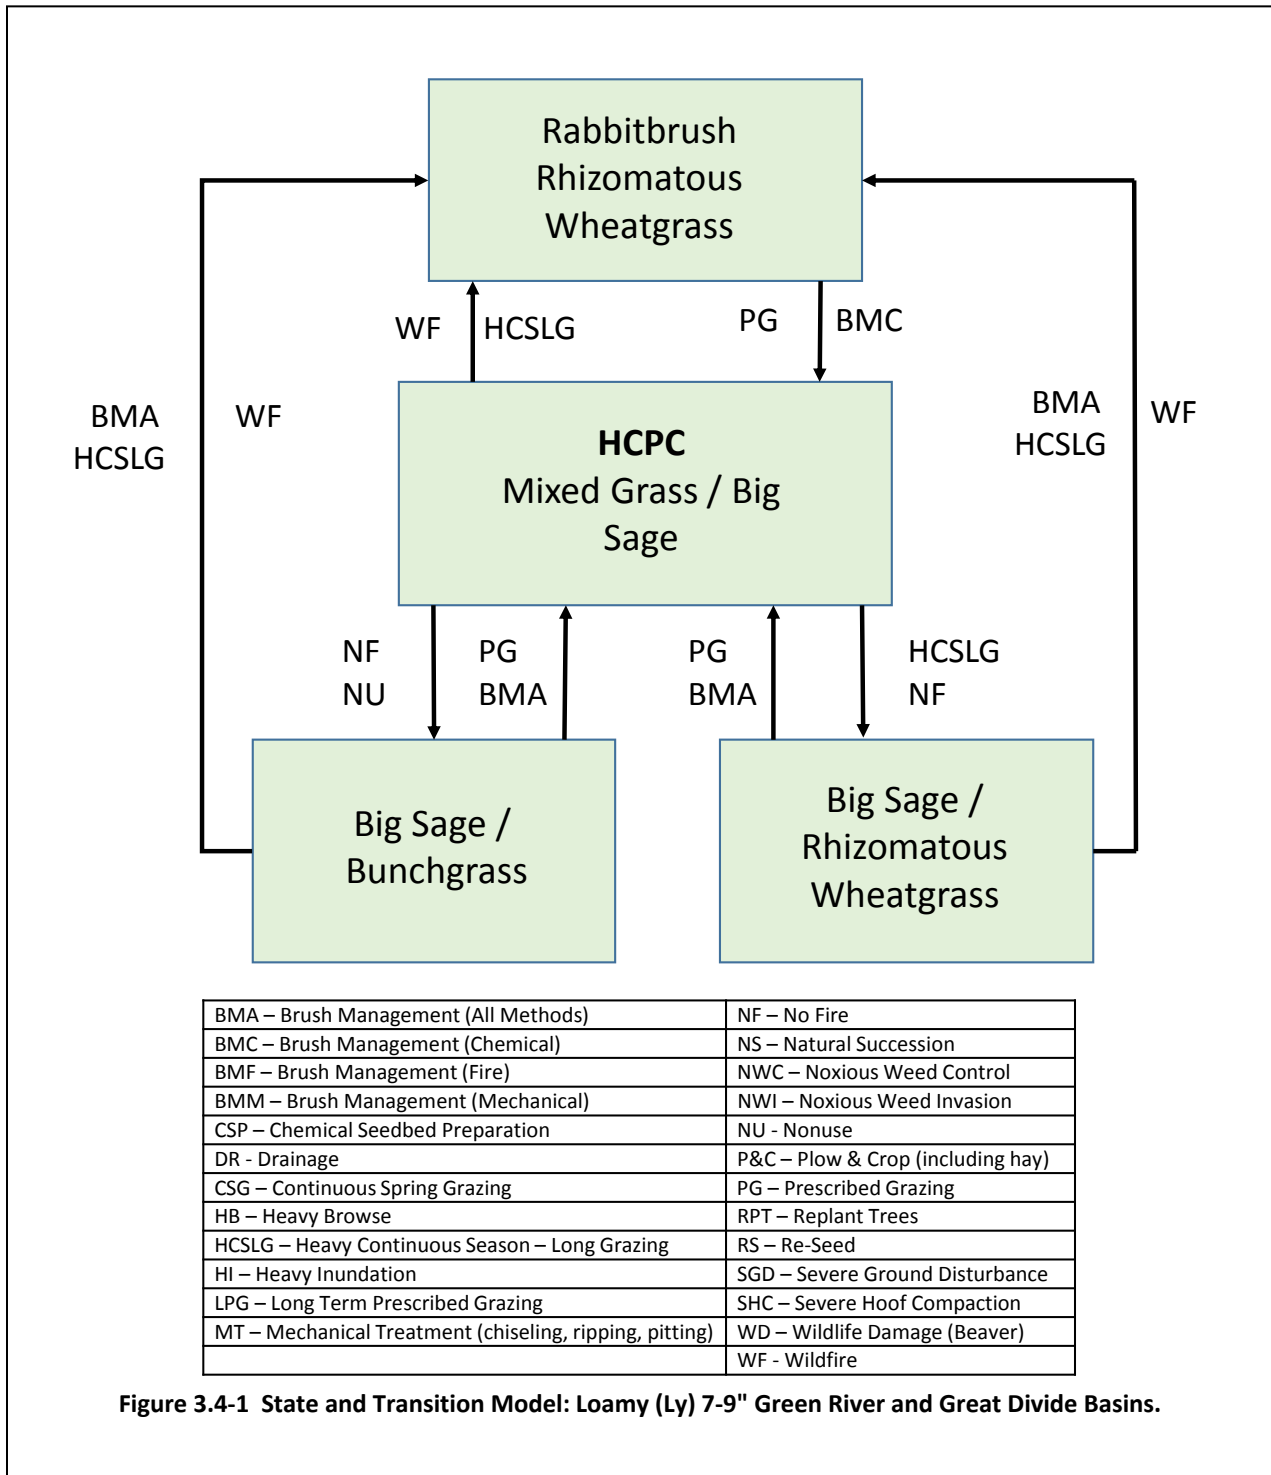 Rabbitbrush
Rhizomatous
Wheatgrass
WF HCSLG
PG BMC
BMA
HCSLG
WF
BMA
HCSLG
WF
HCPC
Mixed Grass / Big
Sage
NF
NU
PG
BMA
PG
BMA
HCSLG
NF
Big Sage /
Bunchgrass
Big Sage /
Rhizomatous
Wheatgrass
BMA – Brush Management (All Methods) NF – No Fire
BMC – Brush Management (Chemical) NS – Natural Succession
BMF – Brush Management (Fire) NWC – Noxious Weed Control
BMM – Brush Management (Mechanical) NWI – Noxious Weed Invasion
CSP – Chemical Seedbed Preparation NU - Nonuse
DR - Drainage P&C – Plow & Crop (including hay)
CSG – Continuous Spring Grazing PG – Prescribed Grazing
HB – Heavy Browse RPT – Replant Trees
HCSLG – Heavy Continuous Season – Long Grazing RS – Re-Seed
HI – Heavy Inundation SGD – Severe Ground Disturbance
LPG – Long Term Prescribed Grazing SHC – Severe Hoof Compaction
MT – Mechanical Treatment (chiseling, ripping, pitting) WD – Wildlife Damage (Beaver)
WF - Wildfire
Figure 3.4-1 State and Transition Model: Loamy (Ly) 7-9" Green River and Great Divide Basins.